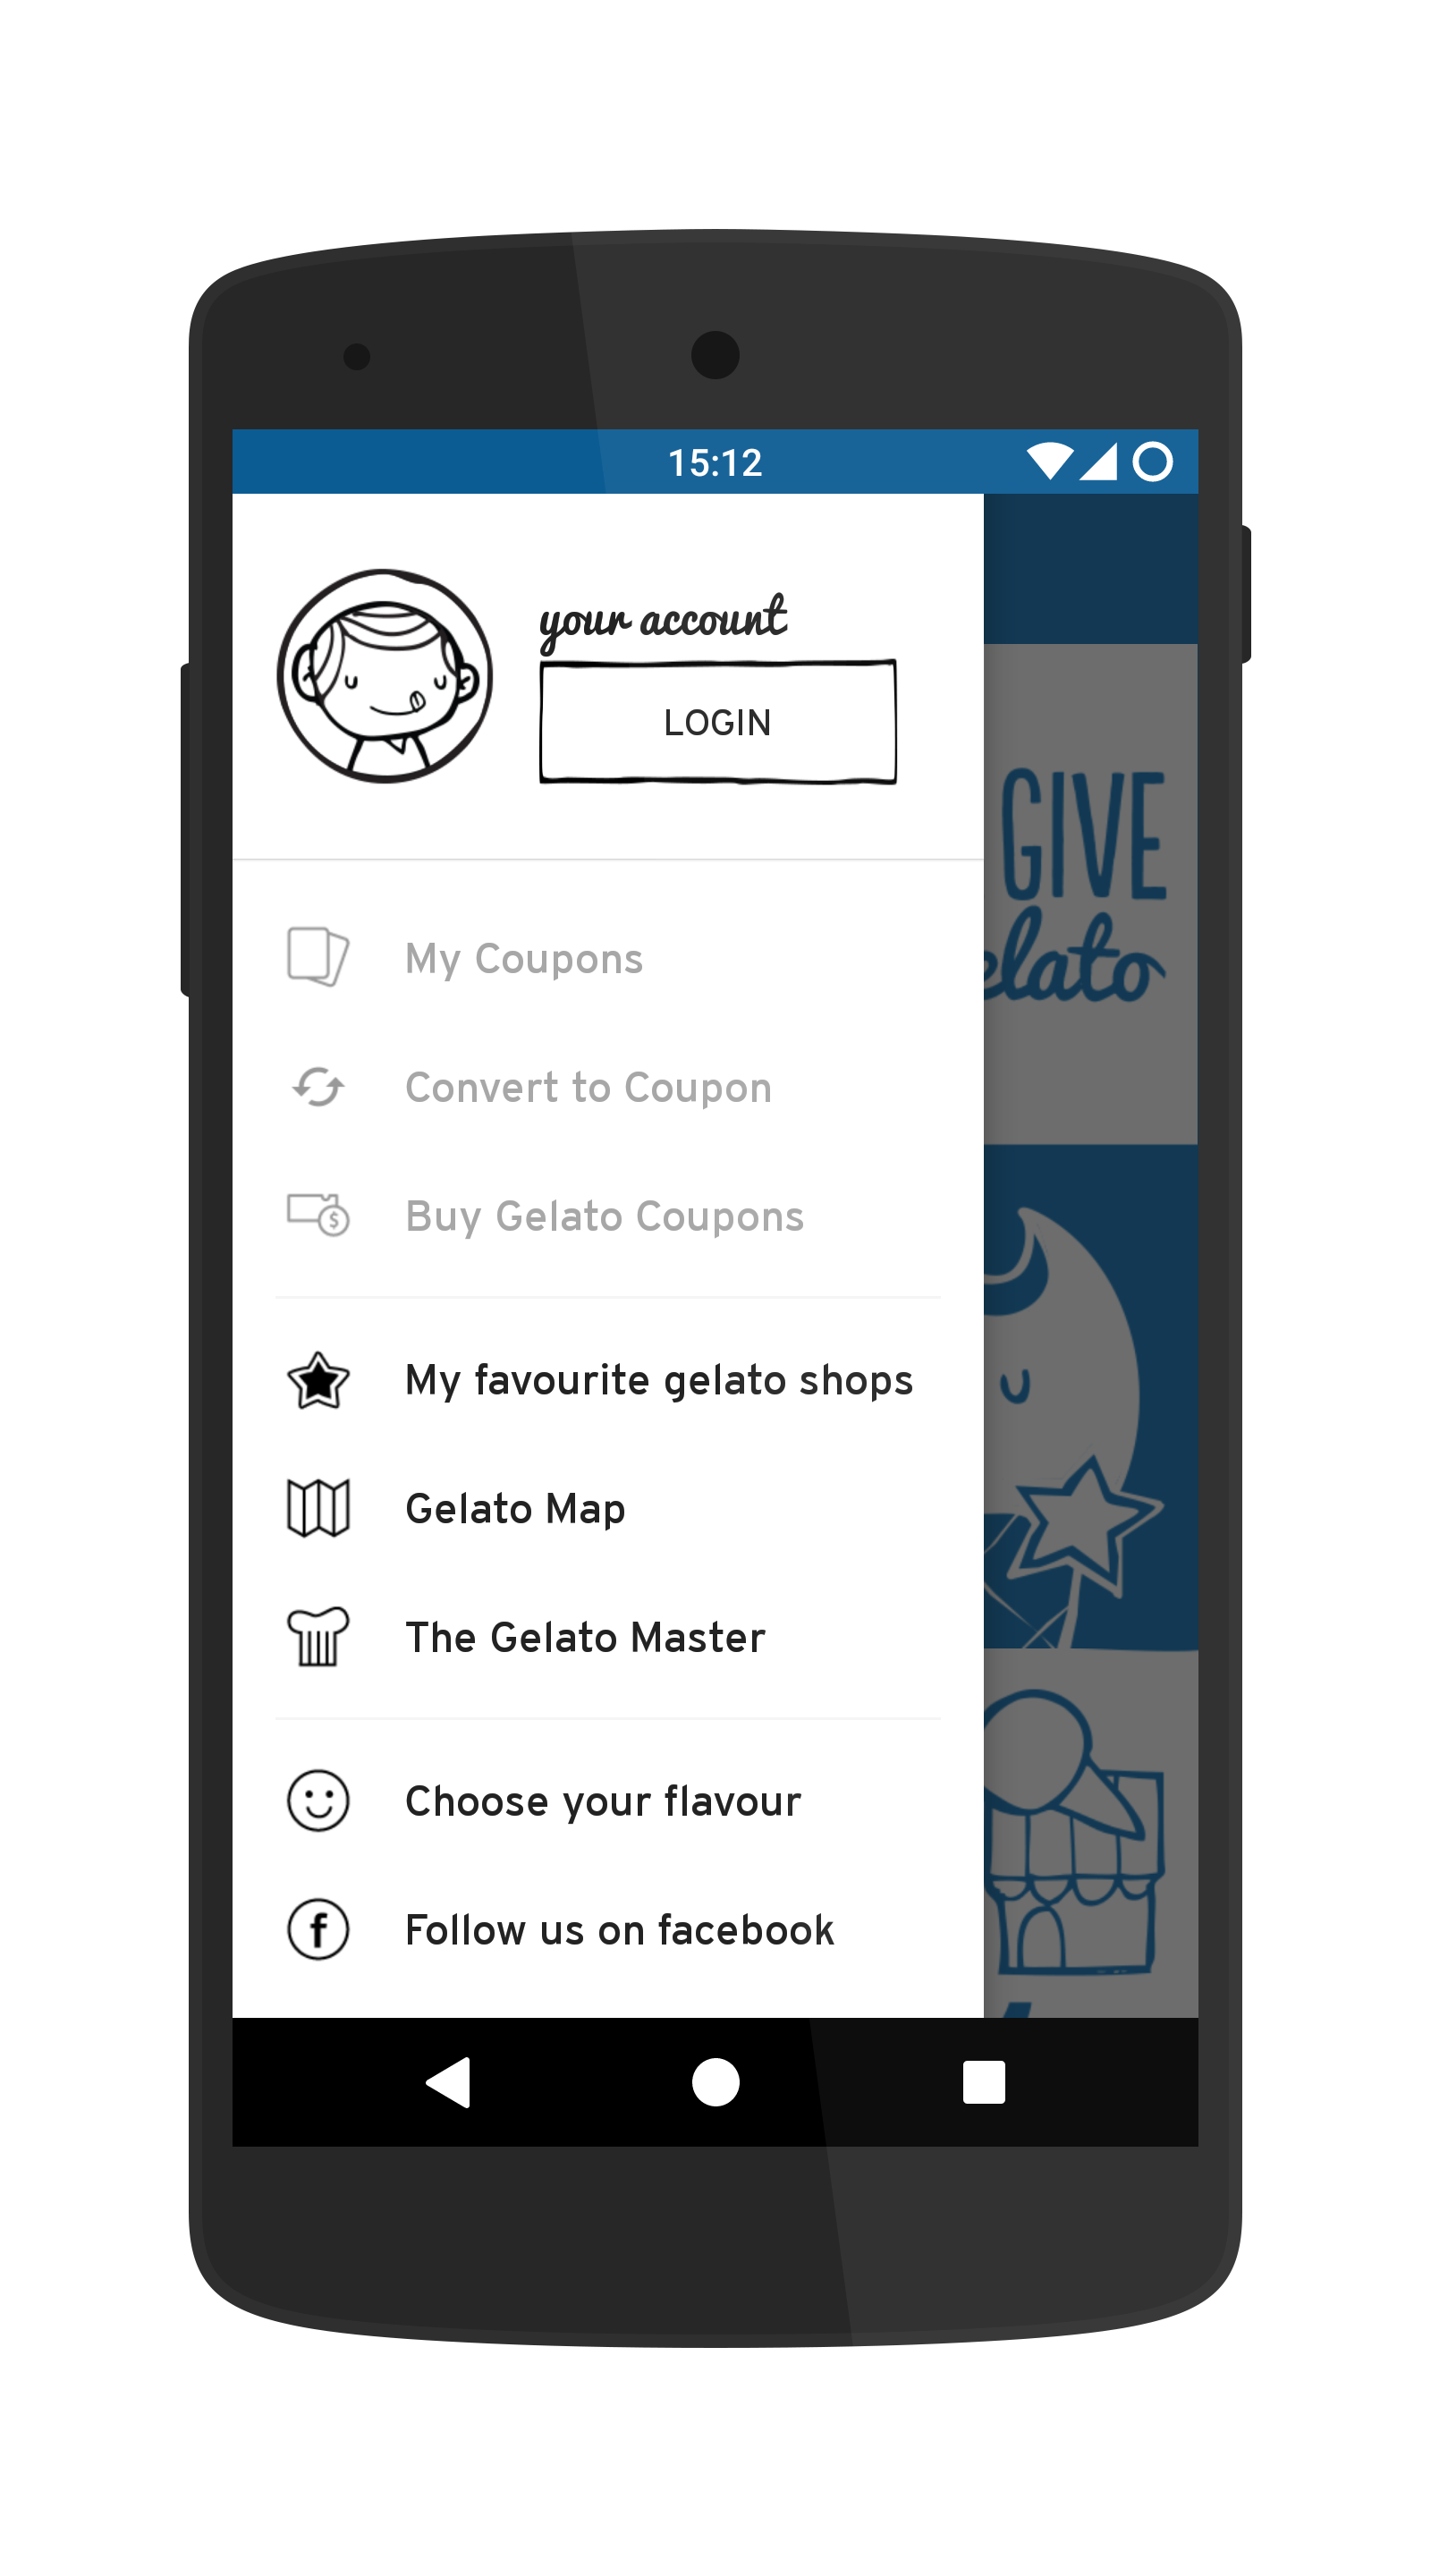 15:12
your account
LOGIN
GIVE
elato
My Coupons
Convert to Coupon
Buy Gelato Coupons
My favourite gelato shops
Gelato Map
The Gelato Master
Choose your flavour
Follow us on facebook